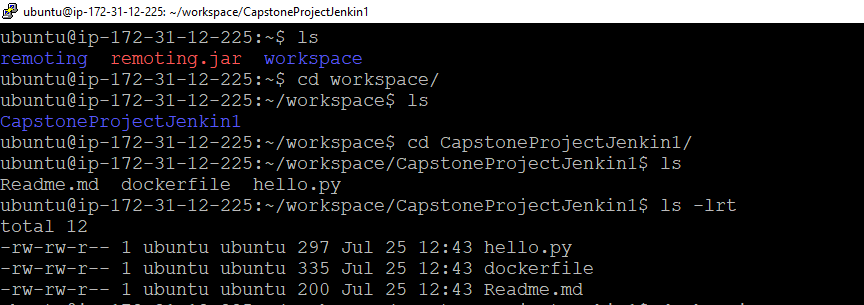 ubuntu@ip-172-31-12-225: ~/workspace/CapstoneProjectJenkin1
ubuntu@ip-172-31-12-225:~$ ls
remoting  remoting.jar  workspace
ubuntu@ip-172-31-12-225:~$ cd workspace/
ubuntu@ip-172-31-12-225:~/workspace$ ls
CapstoneProjectJenkin1
ubuntu@ip-172-31-12-225:~/workspace$ cd CapstoneProjectJenkin1/
ubuntu@ip-172-31-12-225:~/workspace/CapstoneProjectJenkin1$ ls
Readme.md  dockerfile  hello.py
ubuntu@ip-172-31-12-225:~/workspace/CapstoneProjectJenkin1$ ls -lrt
total 12
-rw-rw-r-- 1 ubuntu ubuntu 297 Jul 25 12:43 hello.py
-rw-rw-r-- 1 ubuntu ubuntu 335 Jul 25 12:43 dockerfile
-rw-rw-r-- 1 ubuntu ubuntu 200 Jul 25 12:43 Readme.md